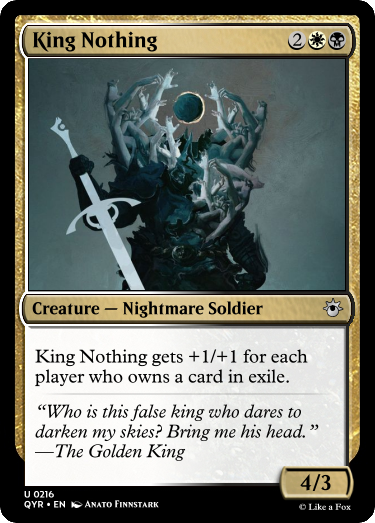 King Nothing 2
Creature — Nightmare Soldier
King Nothing gets +1/+1 for each
player who owns a card in exile.
“Who is this false king who dares to
darken my skies? Bring me his head.”
—The Golden King
4/3
U 0216
QYR • EN Anato Finnstark
© Like a Fox